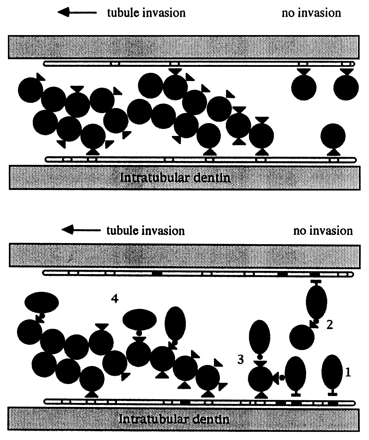 tubule invasion no invasion
Intratubular dentin
tubule invasion no invasion
4
2
3
1
Intratubular dentin